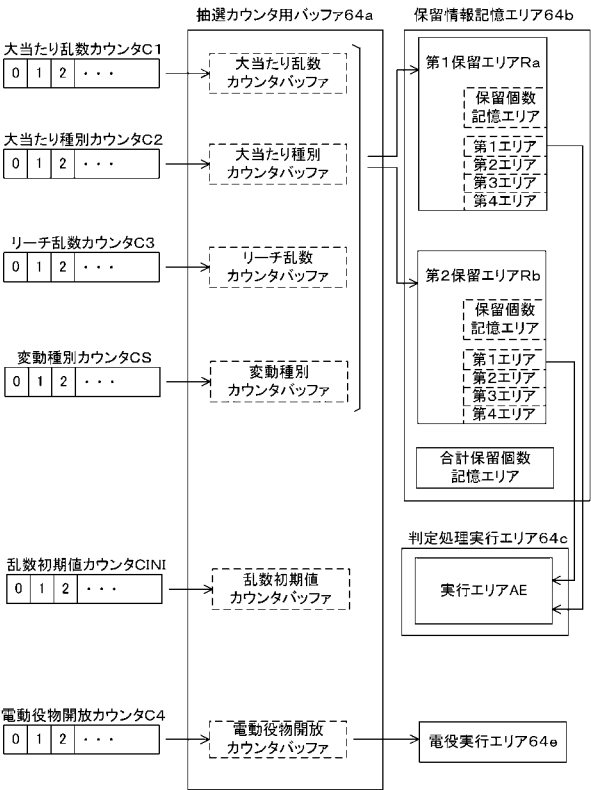 抽選カウンタ用バッファ64a
大当たり乱数カウンタC1
0 1 2 ・・・
大当たり乱数
カウンタバッファ
大当たり種別カウンタC2
0 1 2 ・・・
大当たり種別
カウンタバッファ
リーチ乱数カウンタC3
0 1 2 ・・・
リーチ乱数
カウンタバッファ
変動種別カウンタCS
0 1 2 ・・・
変動種別
カウンタバッファ
乱数初期値カウンタCINI
0 1 2 ・・・
乱数初期値
カウンタバッファ
電動役物開放カウンタC4
0 1 2 ・・・
電動役物開放
カウンタバッファ
保留情報記憶エリア64b
第1保留エリアRa
保留個数
記憶エリア
第1エリア
第2エリア
第3エリア
第4エリア
第2保留エリアRb
保留個数
記憶エリア
第1エリア
第2エリア
第3エリア
第4エリア
合計保留個数
記憶エリア
判定処理実行エリア64c
実行エリアAE
電役実行エリア64e